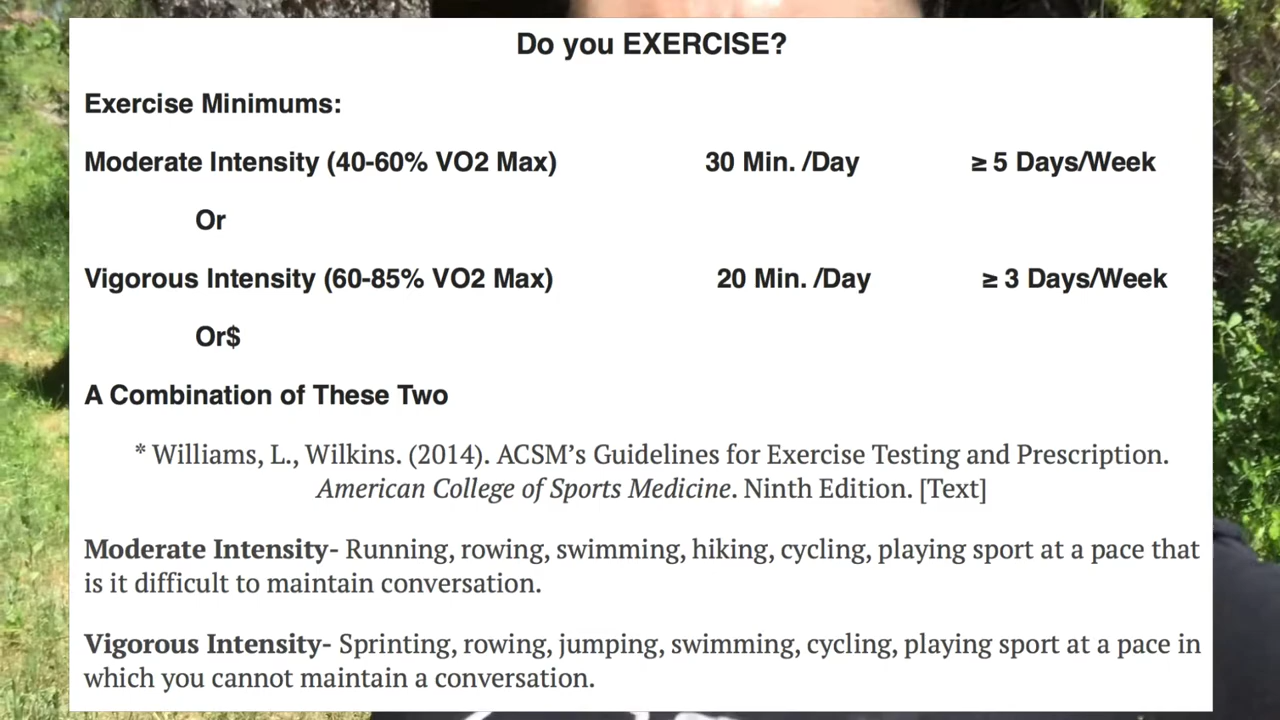 Do you EXERCISE?
Exercise Minimums:
Moderate Intensity (40-60% VO2 Max) 30 Min. /Day ≥ 5 Days/Week
Or
Vigorous Intensity (60-85% VO2 Max) 20 Min. /Day ≥ 3 Days/Week
Or$
A Combination of These Two
* Williams, L., Wilkins. (2014). ACSM’s Guidelines for Exercise Testing and Prescription.
American College of Sports Medicine. Ninth Edition. [Text]
Moderate Intensity- Running, rowing, swimming, hiking, cycling, playing sport at a pace that
is it difficult to maintain conversation.
Vigorous Intensity- Sprinting, rowing, jumping, swimming, cycling, playing sport at a pace in
which you cannot maintain a conversation.